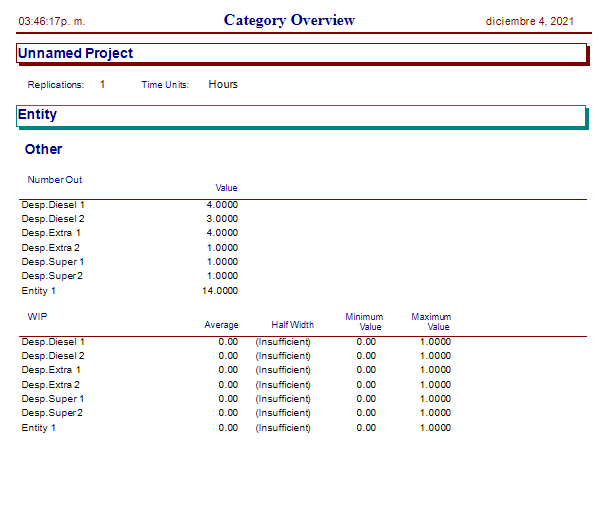 03:46:17p. m. Category Overview diciembre 4, 2021
Unnamed Project
Replications: 1 Time Units: Hours
Entity
Other
Number Out
Value
Desp.Diesel 1 4.0000
Desp.Diesel 2 3.0000
Desp.Extra 1 4.0000
Desp.Extra 2 1.0000
Desp.Super 1 1.0000
Desp.Super 2 1.0000
Entity 1 14.0000
WIP
Average Half Width Minimum Value Maximum Value
Desp.Diesel 1 0.00 (Insufficient) 0.00 1.0000
Desp.Diesel 2 0.00 (Insufficient) 0.00 1.0000
Desp.Extra 1 0.00 (Insufficient) 0.00 1.0000
Desp.Extra 2 0.00 (Insufficient) 0.00 1.0000
Desp.Super 1 0.00 (Insufficient) 0.00 1.0000
Desp.Super 2 0.00 (Insufficient) 0.00 1.0000
Entity 1 0.00 (Insufficient) 0.00 1.0000